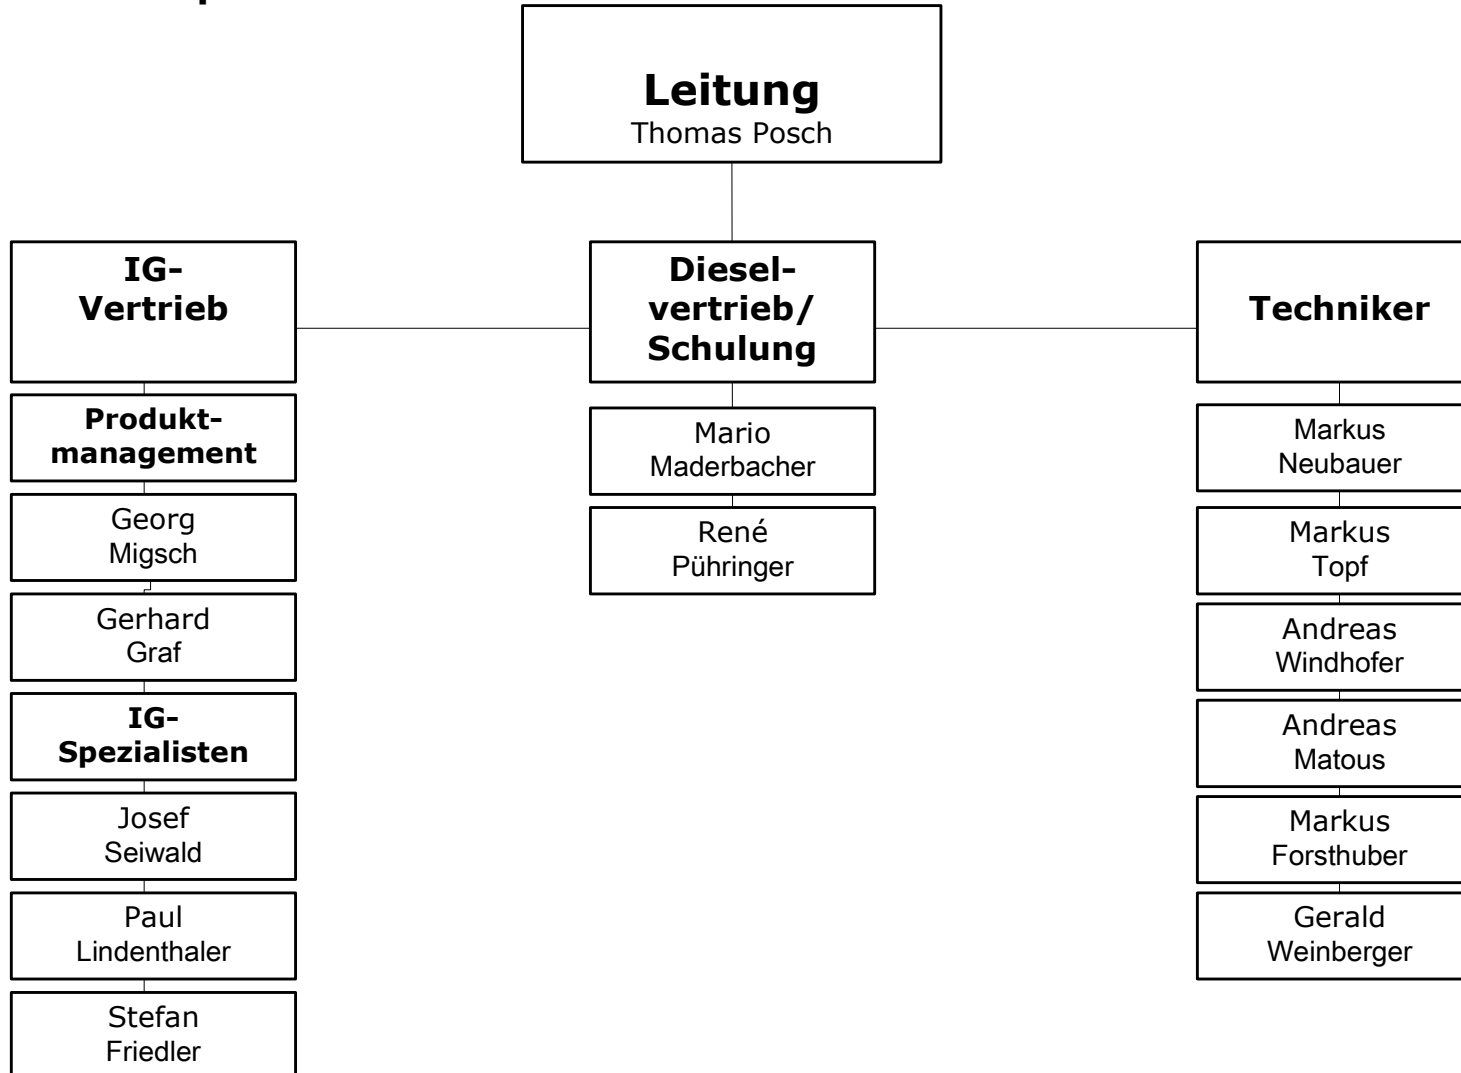 Leitung
Thomas Posch
IG-
Vertrieb
Produkt-
management
Georg
Migsch
Gerhard
Graf
IG-
Spezialisten
Josef
Seiwald
Paul
Lindenthaler
Stefan
Friedler
Diesel-
vertrieb/
Schulung
Mario
Maderbacher
René
Pühringer
Techniker
Markus
Neubauer
Markus
Topf
Andreas
Windhofer
Andreas
Matous
Markus
Forsthuber
Gerald
Weinberger